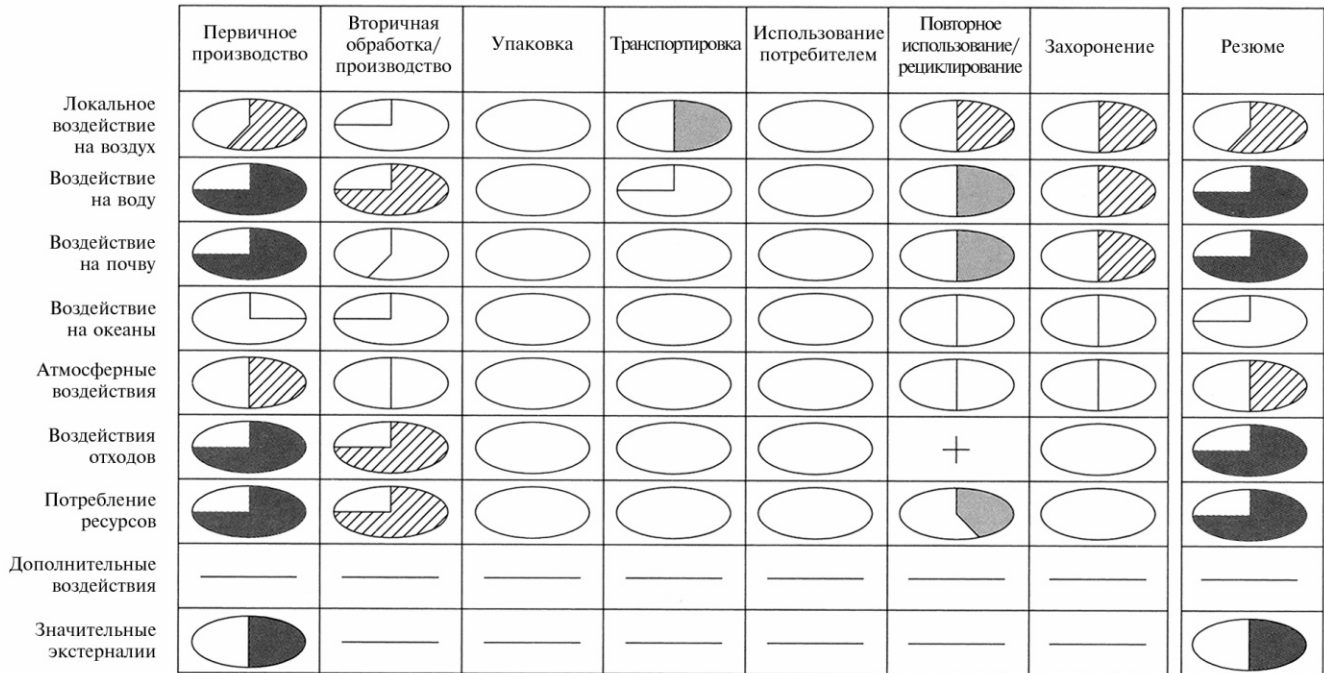 Первичное
производство
Вторичная
обработка/
производство
Упаковка
Транспортировка
Использование
потребителем
Повторное
использование/
рециклирование
Захоронение
Резюме
Локальное
воздействие
на воздух
Воздействие
на воду
Воздействие
на почву
Воздействие
на океаны
Атмосферные
воздействия
Воздействия
отходов
+
Потребление
ресурсов
Дополнительные
воздействия
Значительные
экстерналии